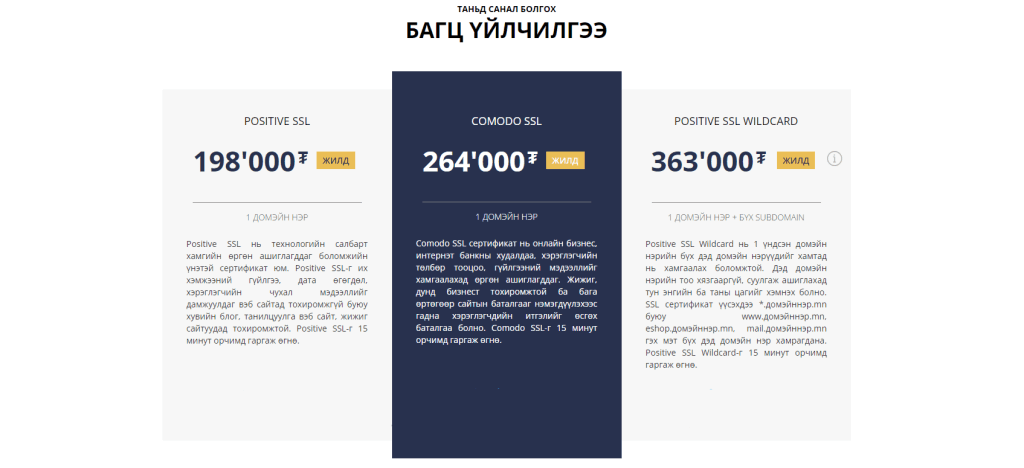 ТАНЬД САНАЛ БОЛГОХ
БАГЦ ҮЙЛЧИЛГЭЭ
POSITIVE SSL
198'000₮ ЖИЛД
1 ДОМЭЙН НЭР
Positive SSL нь технологийн салбарт
хамгийн өргөн ашиглагддаг боломжийн
үнэтэй сертификат юм. Positive SSL-г их
хэмжээний гүйлгээ, дата өгөгдөл,
хэрэглэгчийн чухал мэдээллийг
дамжуулдаг вэб сайтад тохиромжгүй буюу
хувийн блог, танилцуулга вэб сайт, жижиг
сайтуудад тохиромжтой. Positive SSL-г 15
минут орчимд гаргаж өгнө.
COMODO SSL
264'000₮ ЖИЛД
1 ДОМЭЙН НЭР
Comodo SSL сертификат нь онлайн бизнес,
интернэт банкны худалдаа, хэрэглэгчийн
төлбөр тооцоо, гүйлгээний мэдээллийг
хамгаалахад өргөн ашиглагддаг. Жижиг,
дунд бизнест тохиромжтой ба бага
өртөгөөр сайтын баталгааг нэмэгдүүлэхээс
гадна хэрэглэгчдийн итгэлийг өсгөх
баталгаа болно. Comodo SSL-г 15 минут
орчимд гаргаж өгнө.
POSITIVE SSL WILDCARD
363'000₮ ЖИЛД
1 ДОМЭЙН НЭР + БҮХ SUBDOMAIN
Positive SSL Wildcard нь 1 үндсэн домэйн
нэрийн бүх дэд домэйн нэрүүдийг хамтад
нь хамгаалах боломжтой. Дэд домэйн
нэрийн тоо хязгааргүй, суулгаж ашиглахад
тун энгийн ба таны цагийг хэмнэх болно.
SSL сертификат үүсэхдээ *.домэйннэр.mn
буюу www.домэйннэр.mn,
eshop.домэйннэр.mn, mail.домэйннэр.mn
гэх мэт бүх дэд домэйн нэр хамрагдана.
Positive SSL Wildcard-г 15 минут орчимд
гаргаж өгнө.